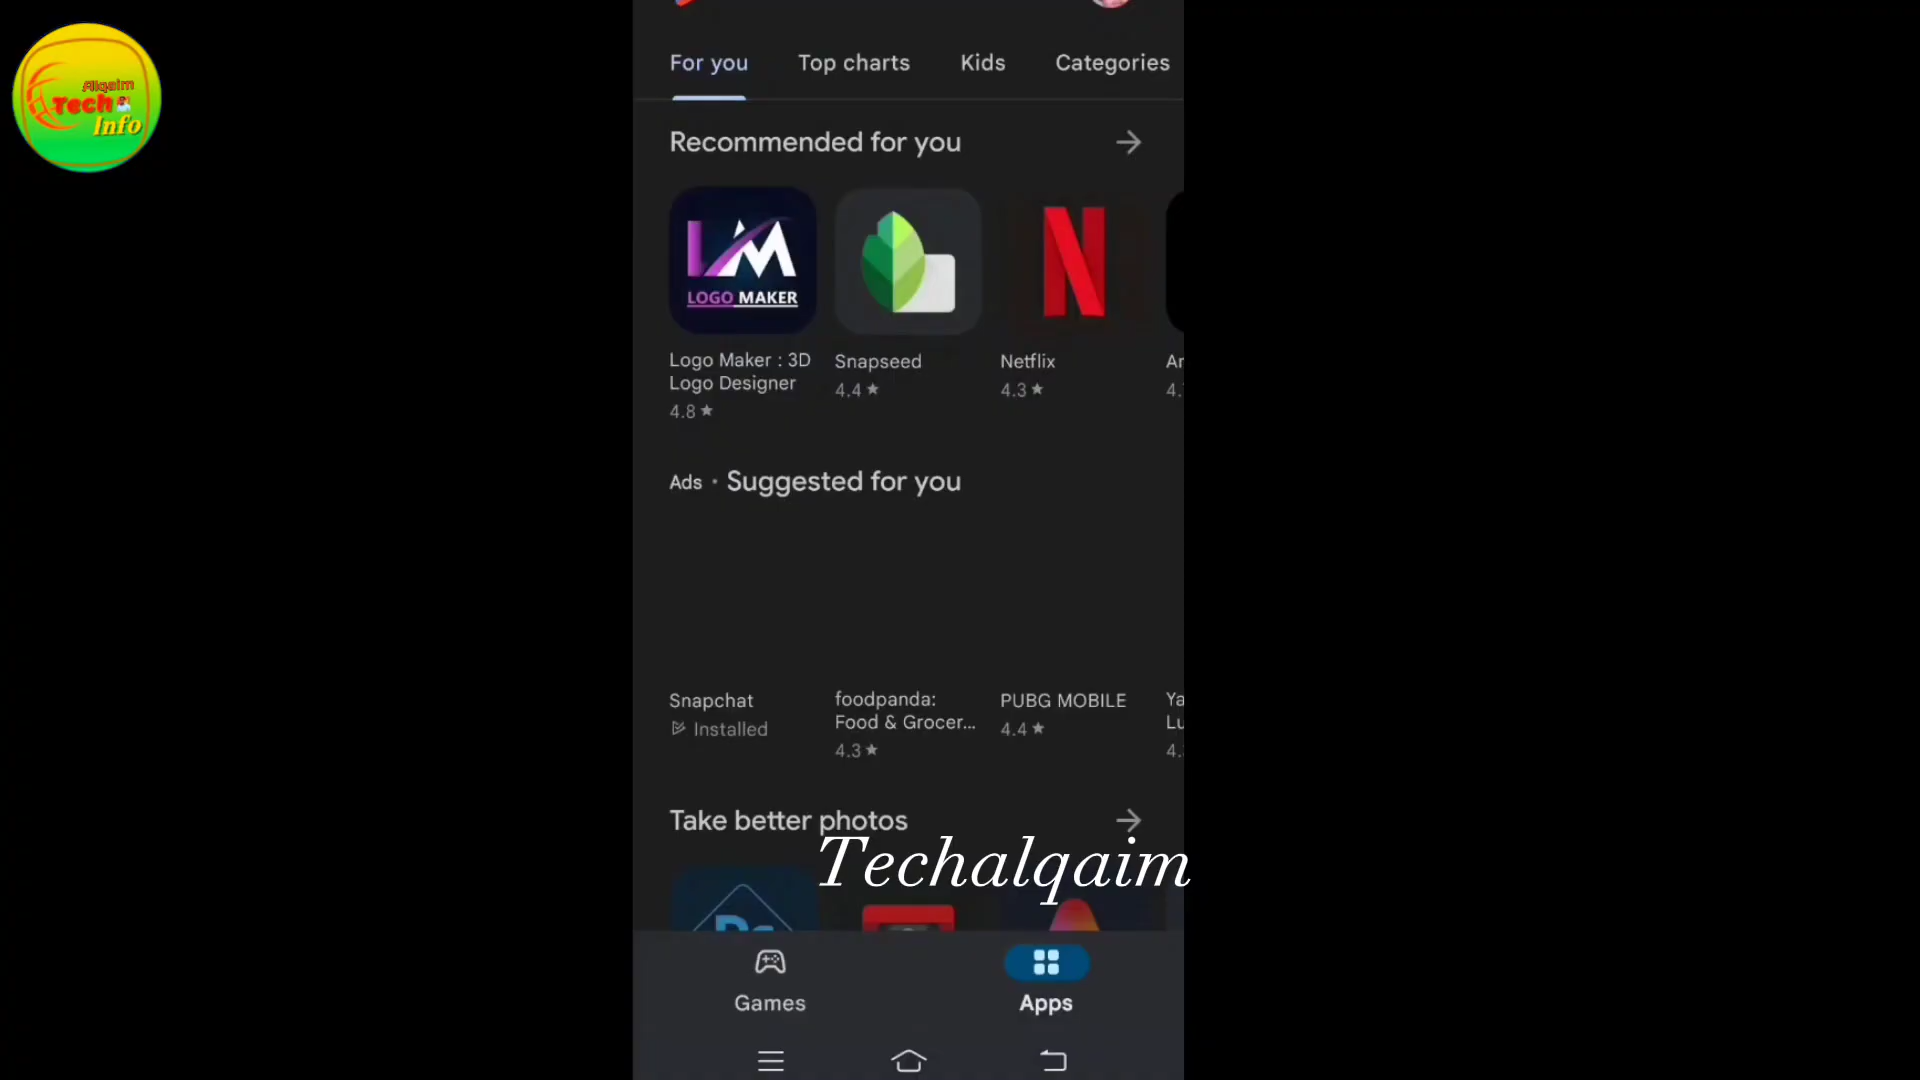 Alqaim
Tech
Info
For you Top charts Kids Categories
Recommended for you
LM
LOGO MAKER
N
Logo Maker : 3D
Logo Designer
4.8 ★
Snapseed
4.4 ★
Netflix
4.3 ★
Ads • Suggested for you
Snapchat
Installed
foodpanda:
Food & Grocer...
4.3 ★
PUBG MOBILE
4.4 ★
Take better photos
Techalqaim
Games Apps